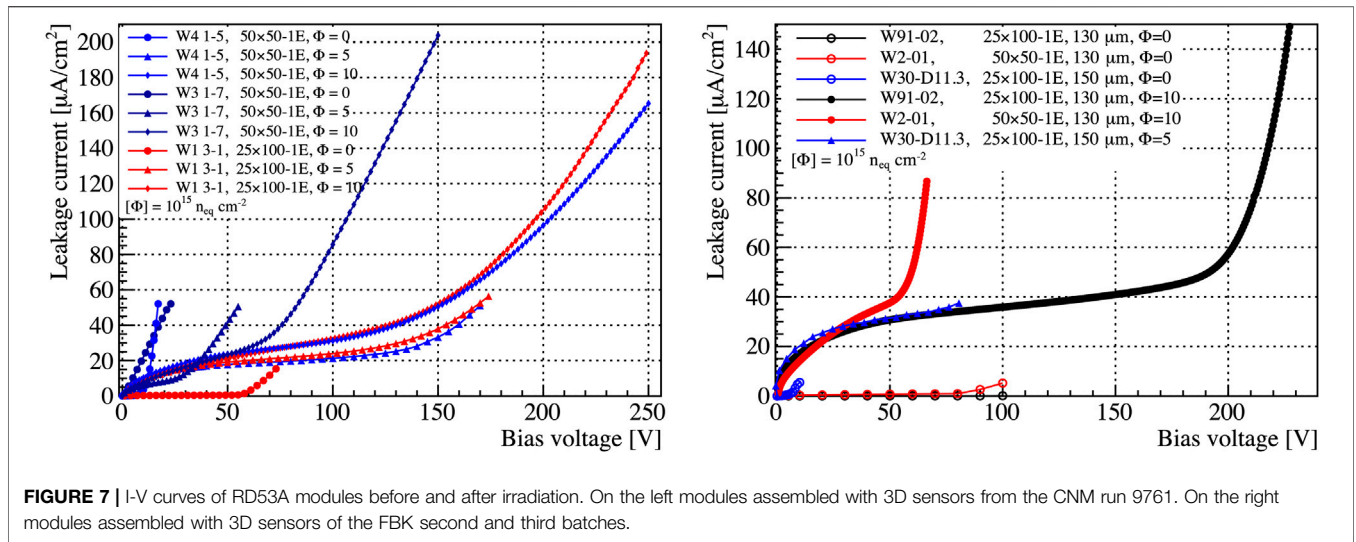 Leakage current [μA/cm²]
200
180
160
140
120
100
80
60
40
20
0
W4 1-5, 50×50-1E, Φ = 0
W4 1-5, 50×50-1E, Φ = 5
W4 1-5, 50×50-1E, Φ = 10
W3 1-7, 50×50-1E, Φ = 0
W3 1-7, 50×50-1E, Φ = 5
W3 1-7, 50×50-1E, Φ = 10
W1 3-1, 25×100-1E, Φ = 0
W1 3-1, 25×100-1E, Φ = 5
W1 3-1, 25×100-1E, Φ = 10
[Φ] = 10¹⁵ nₑq cm⁻²
0 50 100 150 200 250
Bias voltage [V]
Leakage current [μA/cm²]
140
120
100
80
60
40
20
0
W91-02, 25×100-1E, 130 μm, Φ=0
W2-01, 50×50-1E, 130 μm, Φ=0
W30-D11.3, 25×100-1E, 150 μm, Φ=0
W91-02, 25×100-1E, 130 μm, Φ=10
W2-01, 50×50-1E, 130 μm, Φ=10
W30-D11.3, 25×100-1E, 150 μm, Φ=5
[Φ] = 10¹⁵ nₑq cm⁻²
0 50 100 150 200
Bias voltage [V]
FIGURE 7 | I-V curves of RD53A modules before and after irradiation. On the left modules assembled with 3D sensors from the CNM run 9761. On the right
modules assembled with 3D sensors of the FBK second and third batches.